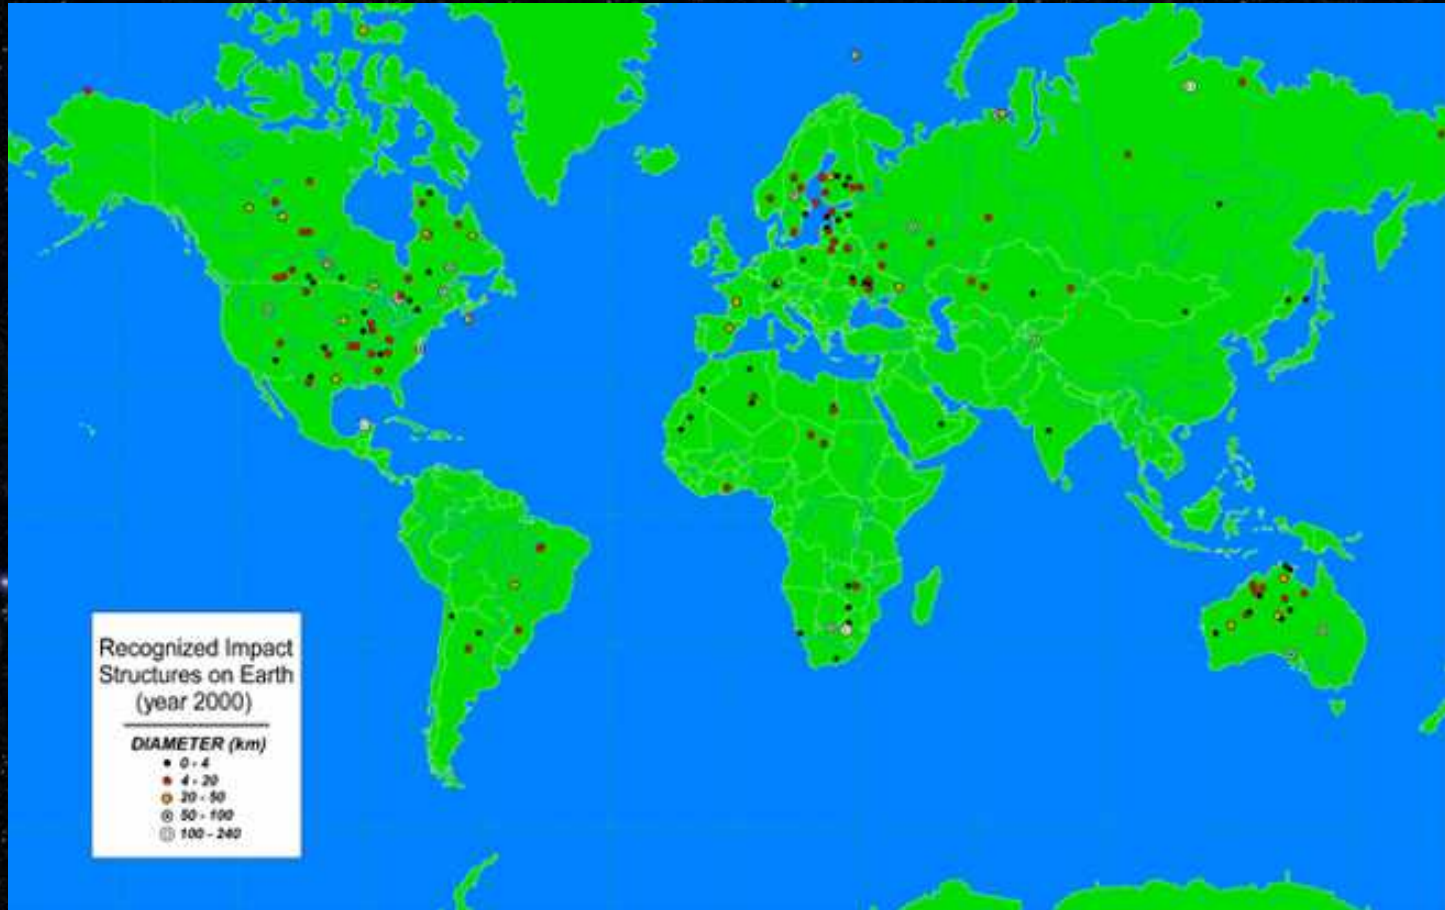 Recognized Impact
Structures on Earth
(year 2000)
DIAMETER (km)
0 - 4
4 - 20
20 - 50
50 - 100
100 - 240